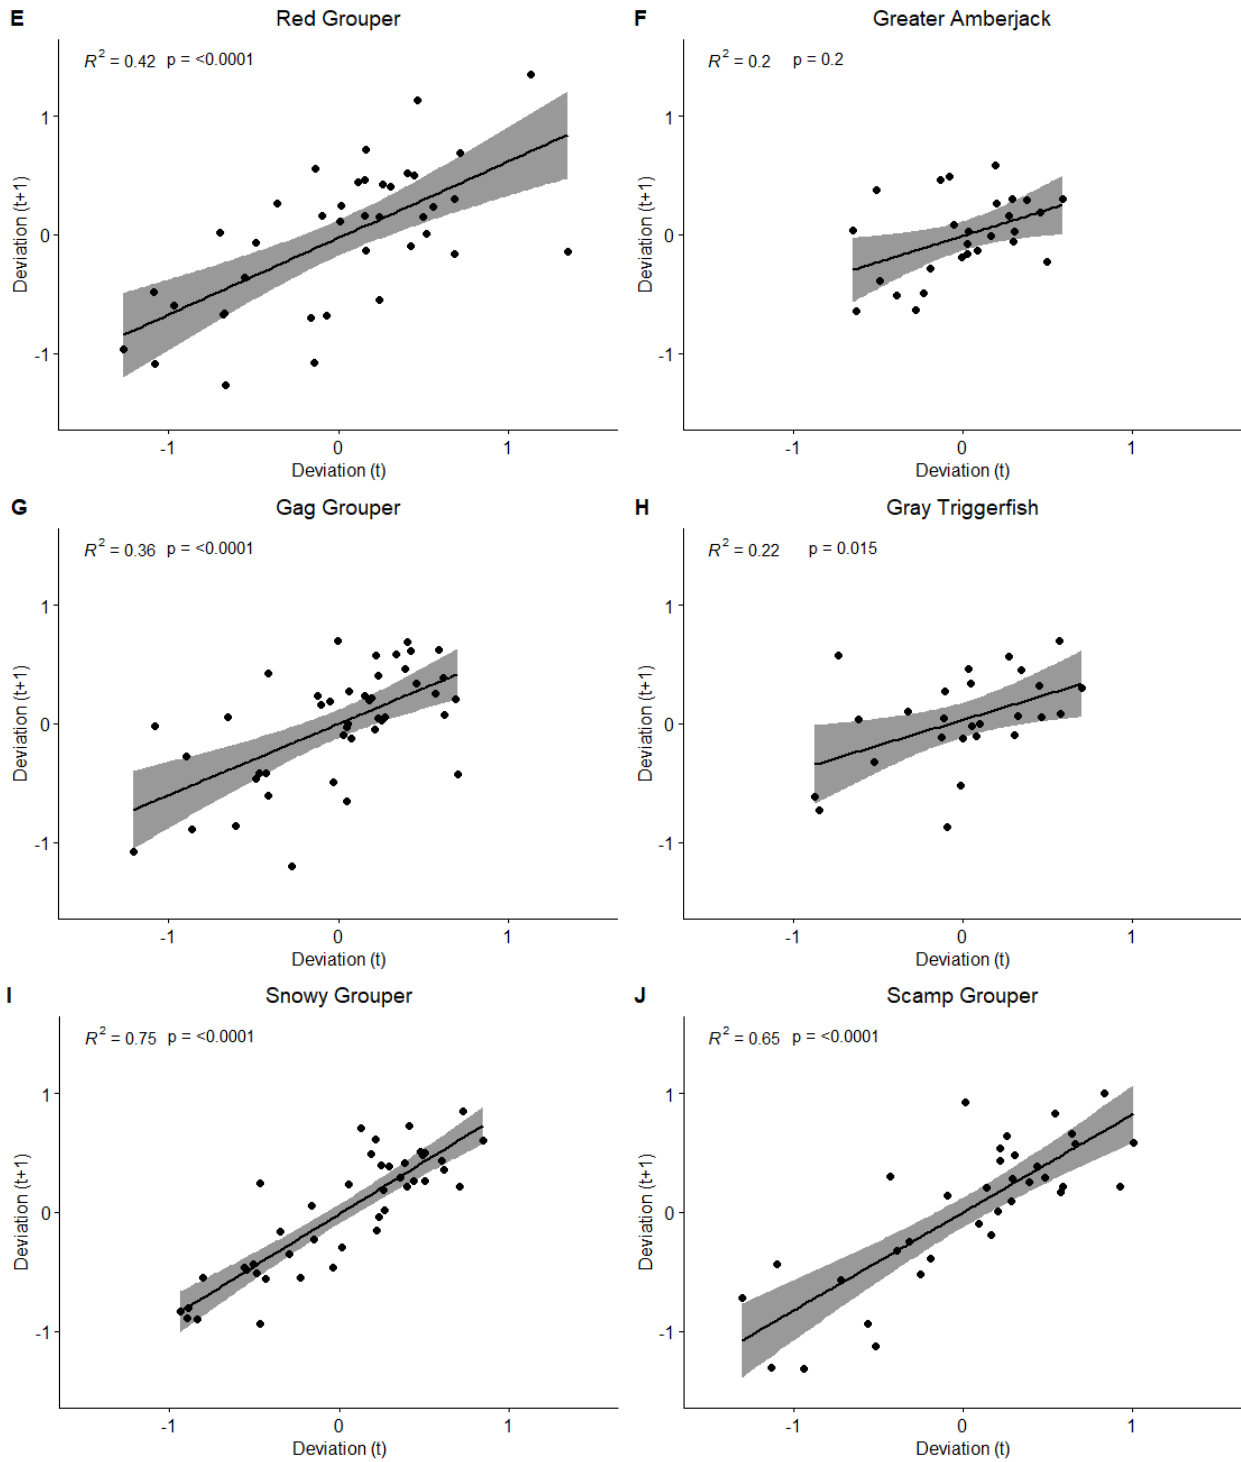 E Red Grouper
R² = 0.42 p = <0.0001
1
0
-1
Deviation (t+1)
-1 0 1
Deviation (t)
F Greater Amberjack
R² = 0.2 p = 0.2
1
0
-1
Deviation (t+1)
-1 0 1
Deviation (t)
G Gag Grouper
R² = 0.36 p = <0.0001
1
0
-1
Deviation (t+1)
-1 0 1
Deviation (t)
H Gray Triggerfish
R² = 0.22 p = 0.015
1
0
-1
Deviation (t+1)
-1 0 1
Deviation (t)
I Snowy Grouper
R² = 0.75 p = <0.0001
1
0
-1
Deviation (t+1)
-1 0 1
Deviation (t)
J Scamp Grouper
R² = 0.65 p = <0.0001
1
0
-1
Deviation (t+1)
-1 0 1
Deviation (t)